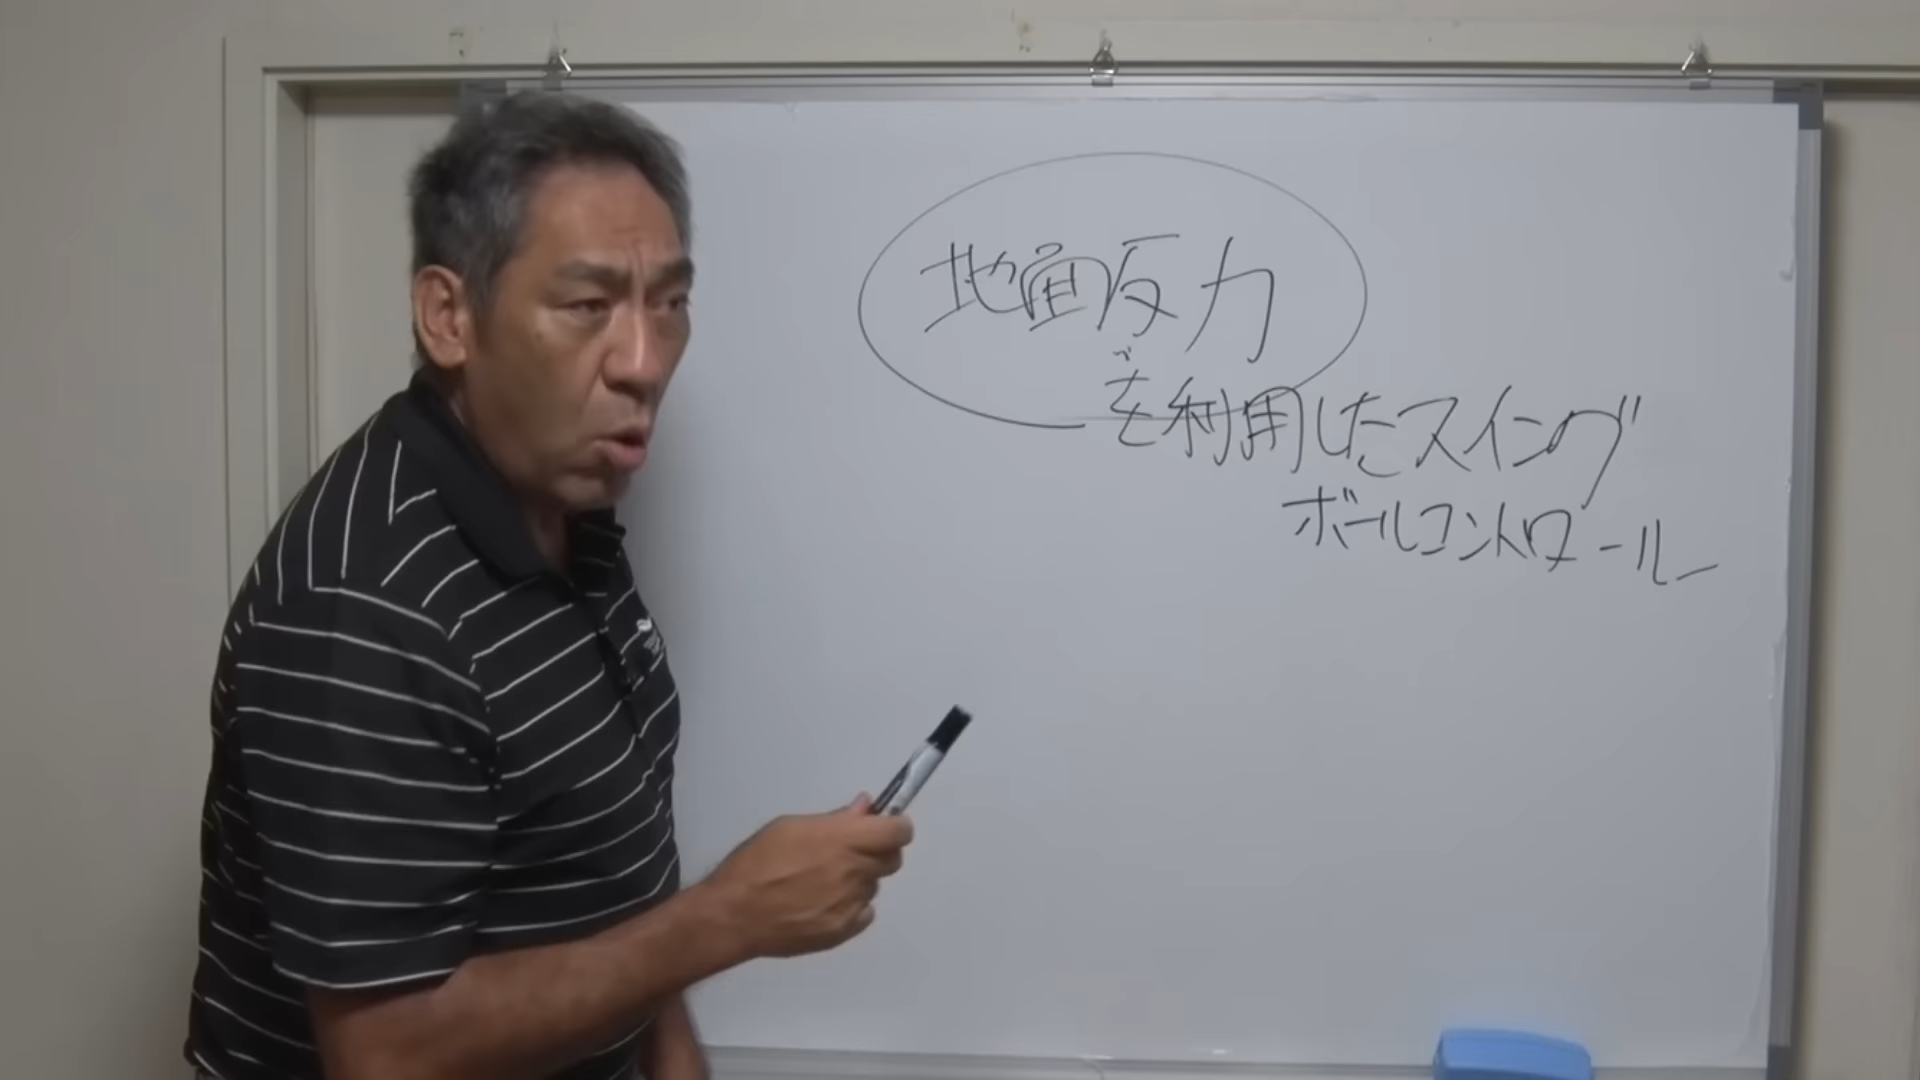 地面反力
を利用したスイング
ボールコントロール